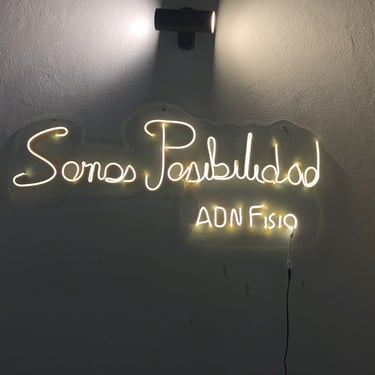 Somos Posibilidad
ADN Fisio